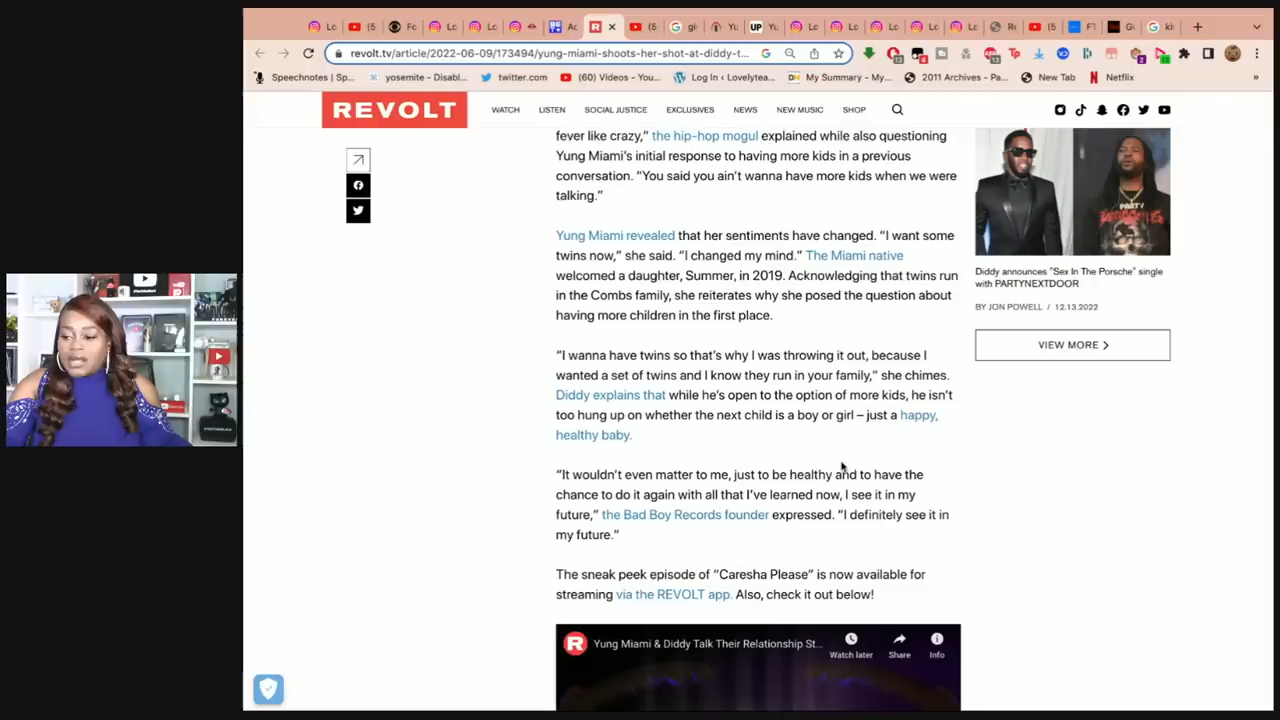 revolt.tv/article/2022-06-09/173494/yung-miami-shoots-her-shot-at-diddy-t...
Speechnotes | Sp...
yosemite - Disabl...
twitter.com
(60) Videos - You...
Log In ‹ Lovelytea...
My Summary - My...
2011 Archives - Pa...
New Tab
Netflix
REVOLT
WATCH
LISTEN
SOCIAL JUSTICE
EXCLUSIVES
NEWS
NEW MUSIC
SHOP
fever like crazy,” the hip-hop mogul explained while also questioning
Yung Miami’s initial response to having more kids in a previous
conversation. “You said you ain’t wanna have more kids when we were
talking.”
Yung Miami revealed that her sentiments have changed. “I want some
twins now,” she said. “I changed my mind.” The Miami native
welcomed a daughter, Summer, in 2019. Acknowledging that twins run
in the Combs family, she reiterates why she posed the question about
having more children in the first place.
“I wanna have twins so that’s why I was throwing it out, because I
wanted a set of twins and I know they run in your family,” she chimes.
Diddy explains that while he’s open to the option of more kids, he isn’t
too hung up on whether the next child is a boy or girl – just a happy,
healthy baby.
“It wouldn’t even matter to me, just to be healthy and to have the
chance to do it again with all that I’ve learned now, I see it in my
future,” the Bad Boy Records founder expressed. “I definitely see it in
my future.”
The sneak peek episode of “Caresha Please” is now available for
streaming via the REVOLT app. Also, check it out below!
Yung Miami & Diddy Talk Their Relationship St...
Watch later
Share
Info
Diddy announces “Sex In The Porsche” single
with PARTYNEXTDOOR
BY JON POWELL / 12.13.2022
VIEW MORE